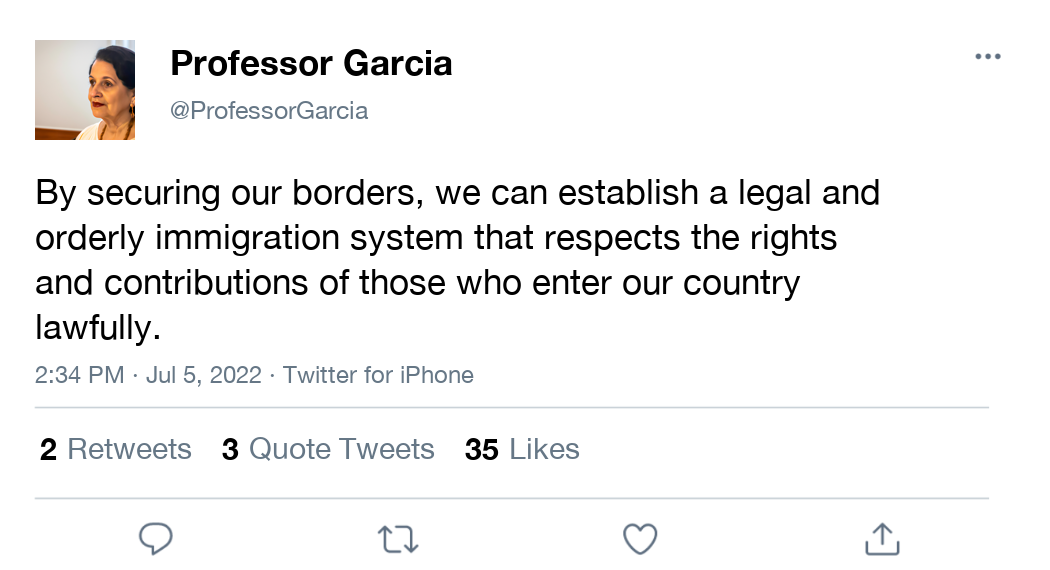 Professor Garcia
@ProfessorGarcia
By securing our borders, we can establish a legal and
orderly immigration system that respects the rights
and contributions of those who enter our country
lawfully.
2:34 PM · Jul 5, 2022 · Twitter for iPhone
2 Retweets 3 Quote Tweets 35 Likes